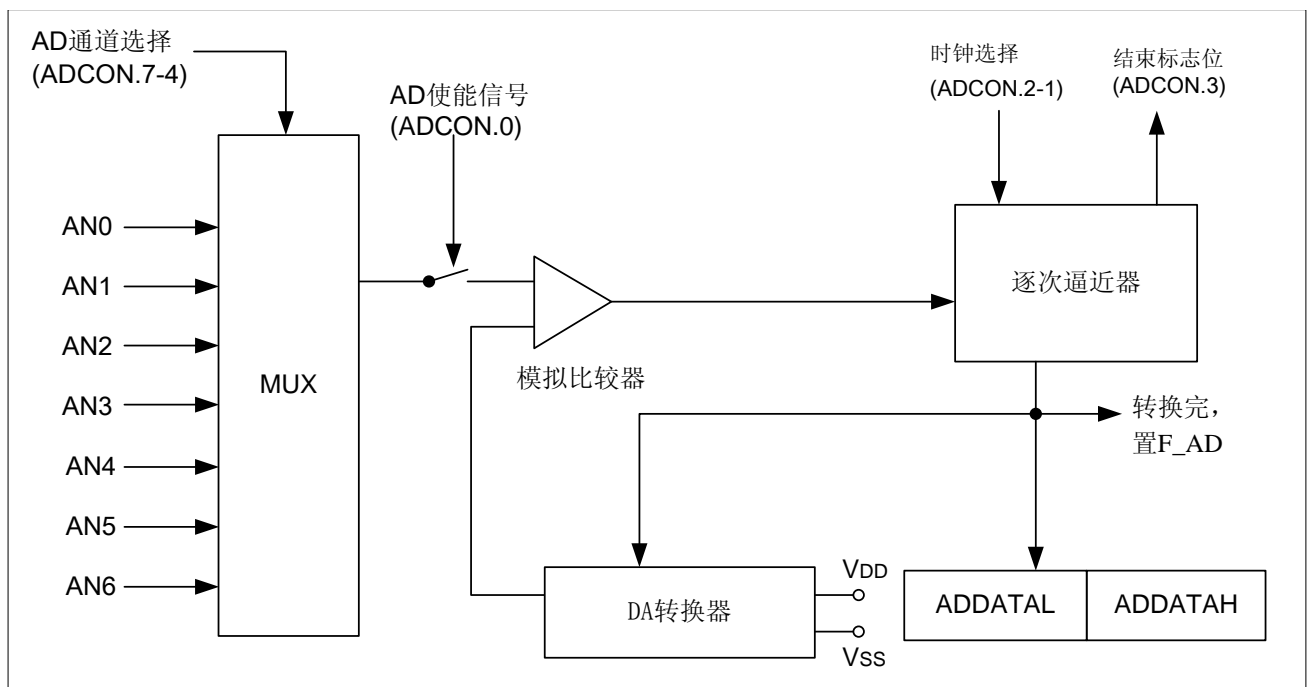 AD通道选择
(ADCON.7-4)
AD使能信号
(ADCON.0)
时钟选择
(ADCON.2-1)
结束标志位
(ADCON.3)
AN0
AN1
AN2
AN3
AN4
AN5
AN6
MUX
模拟比较器
逐次逼近器
转换完，
置F_AD
DA转换器
VDD
VSS
ADDATAL
ADDATAH